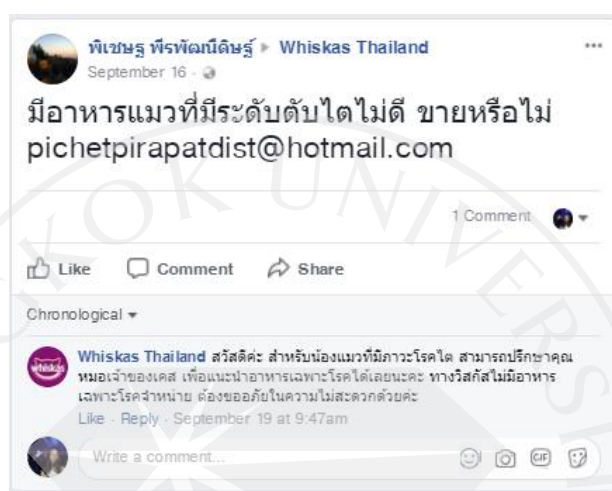 พิเชษฐ พีรพัฒน์ดิษฐ์ ▸ Whiskas Thailand
September 16 ·
มีอาหารแมวที่มีระดับตับไตไม่ดี ขายหรือไม่
pichetpirapatdist@hotmail.com
1 Comment
Like Comment Share
Chronological
Whiskas Thailand สวัสดีค่ะ สำหรับน้องแมวที่มีภาวะโรคไต สามารถปรึกษาคุณ
หมอเจ้าของเคส เพื่อแนะนำอาหารเฉพาะโรคได้เลยนะคะ ทางวิสกัสไม่มีอาหาร
เฉพาะโรคจำหน่าย ต้องขออภัยในความไม่สะดวกด้วยค่ะ
Like · Reply · September 19 at 9:47am
whiskas
Write a comment...
GIF